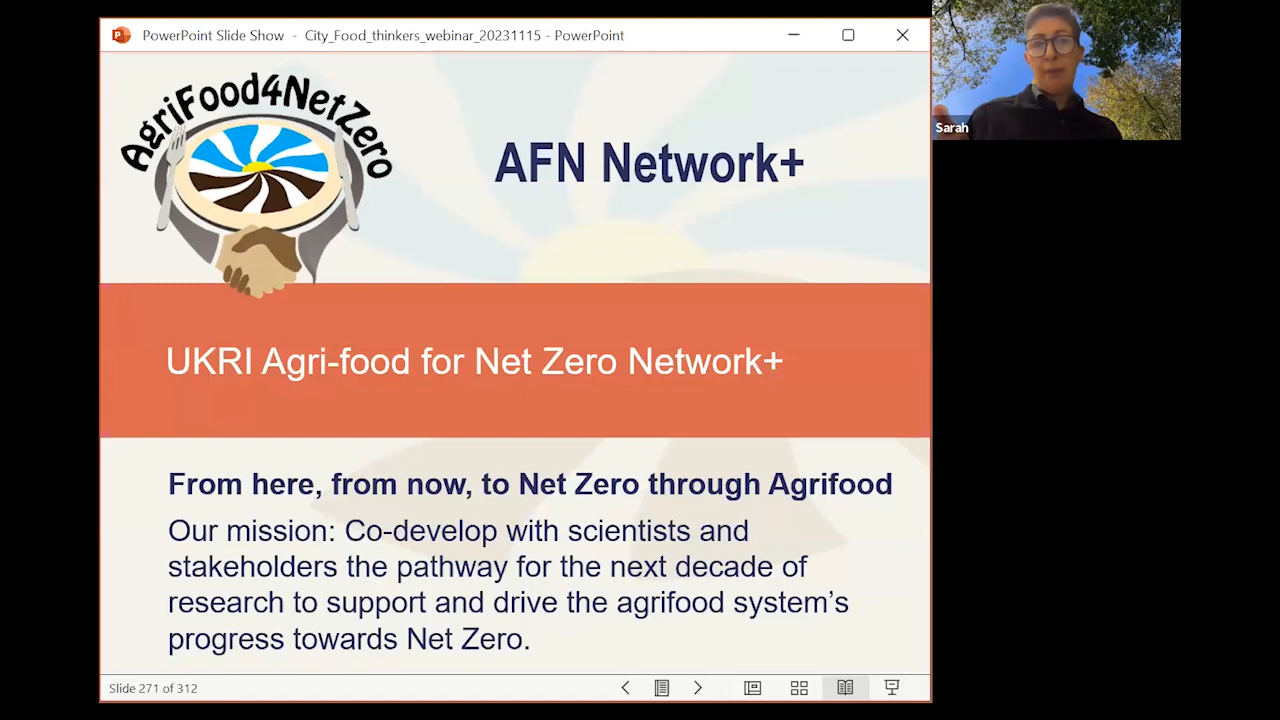 PowerPoint Slide Show - City_Food_thinkers_webinar_20231115 - PowerPoint
Sarah
AgriFood4NetZero
AFN Network+
UKRI Agri-food for Net Zero Network+
From here, from now, to Net Zero through Agrifood
Our mission: Co-develop with scientists and
stakeholders the pathway for the next decade of
research to support and drive the agrifood system’s
progress towards Net Zero.
Slide 271 of 312